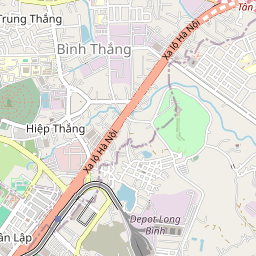 Tân
Xa lộ Hà Nội
Trung Thắng
Bình Thắng
Hiệp Thắng
Xa lộ Hà Nội
Depot Long
Bình
ân Lập